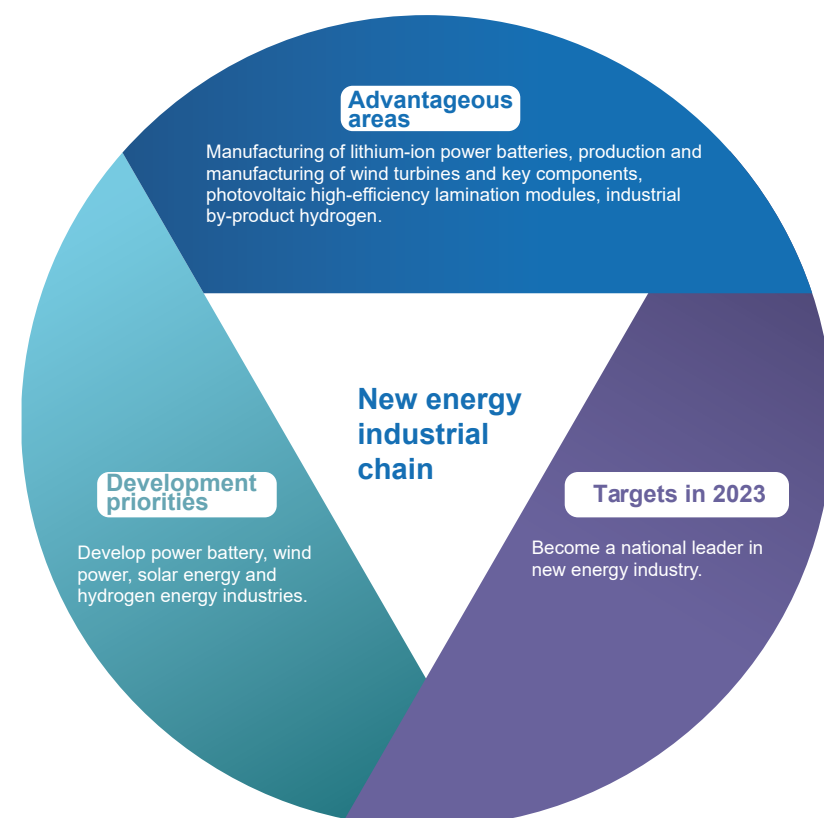 Advantageous
areas
Manufacturing of lithium-ion power batteries, production and
manufacturing of wind turbines and key components,
photovoltaic high-efficiency lamination modules, industrial
by-product hydrogen.
New energy
industrial
chain
Development
priorities
Develop power battery, wind
power, solar energy and
hydrogen energy industries.
Targets in 2023
Become a national leader in
new energy industry.